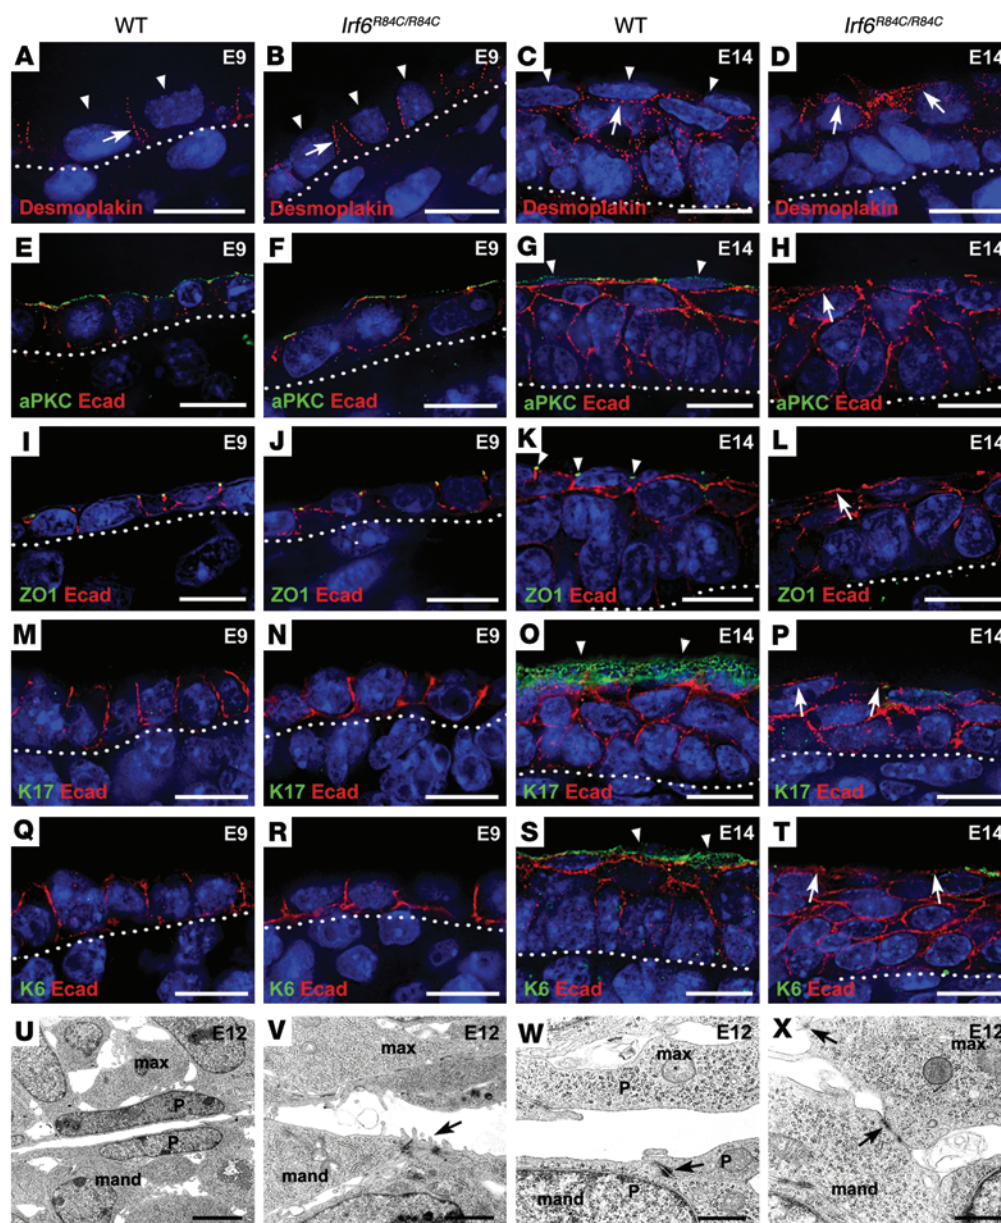 WT Irf6R84C/R84C WT Irf6R84C/R84C
A E9 B E9 C E14 D E14
Desmoplakin Desmoplakin Desmoplakin Desmoplakin
E E9 F E9 G E14 H E14
aPKC Ecad aPKC Ecad aPKC Ecad aPKC Ecad
I E9 J E9 K E14 L E14
ZO1 Ecad ZO1 Ecad ZO1 Ecad ZO1 Ecad
M E9 N E9 O E14 P E14
K17 Ecad K17 Ecad K17 Ecad K17 Ecad
Q E9 R E9 S E14 T E14
K6 Ecad K6 Ecad K6 Ecad K6 Ecad
U E12 V E12 W E12 X E12
max max max max
P P
P P P
mand mand mand mand